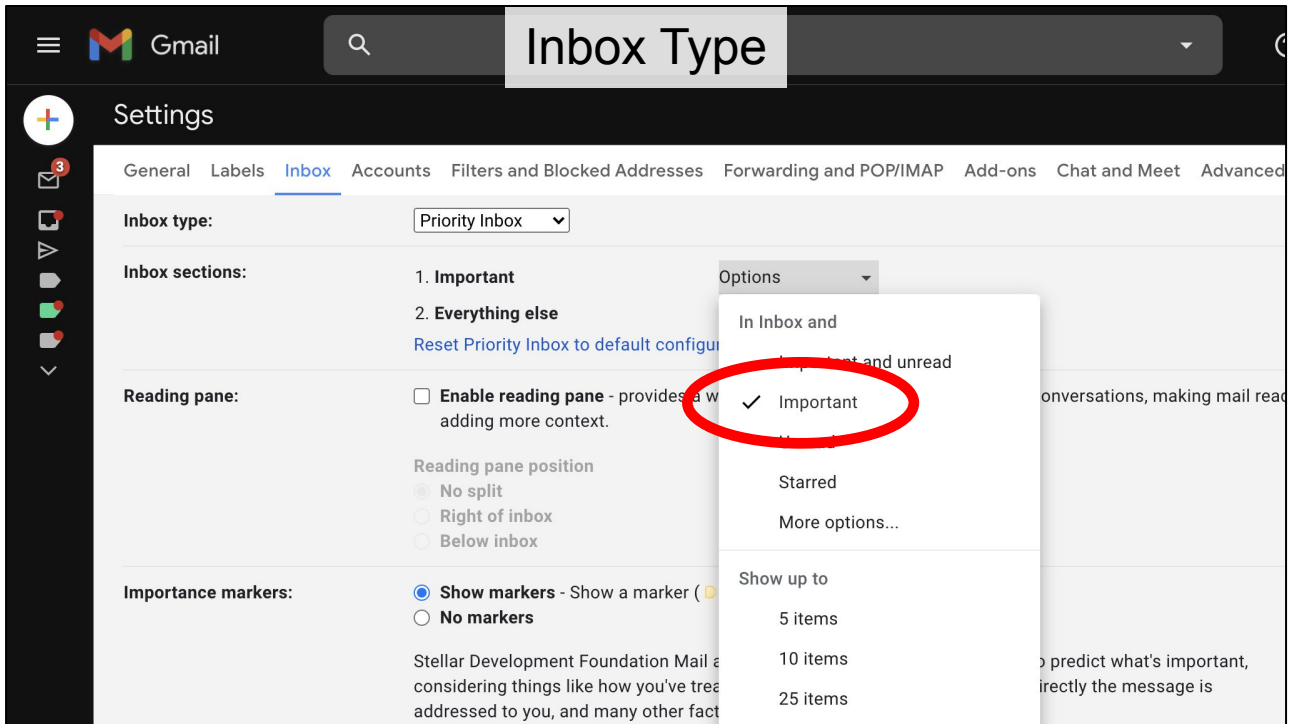 Gmail
Inbox Type
Settings
3
General Labels Inbox Accounts Filters and Blocked Addresses Forwarding and POP/IMAP Add-ons Chat and Meet Advanced
Inbox type: Priority Inbox
Inbox sections: 1. Important Options
2. Everything else
Reset Priority Inbox to default configu
In Inbox and
Important and unread
Important
Starred
More options...
Show up to
5 items
10 items
25 items
Reading pane: Enable reading pane - provides a w onversations, making mail read
adding more context.
Reading pane position
No split
Right of inbox
Below inbox
Importance markers: Show markers - Show a marker (
No markers
Stellar Development Foundation Mail a o predict what's important,
considering things like how you've trea irectly the message is
addressed to you, and many other fact